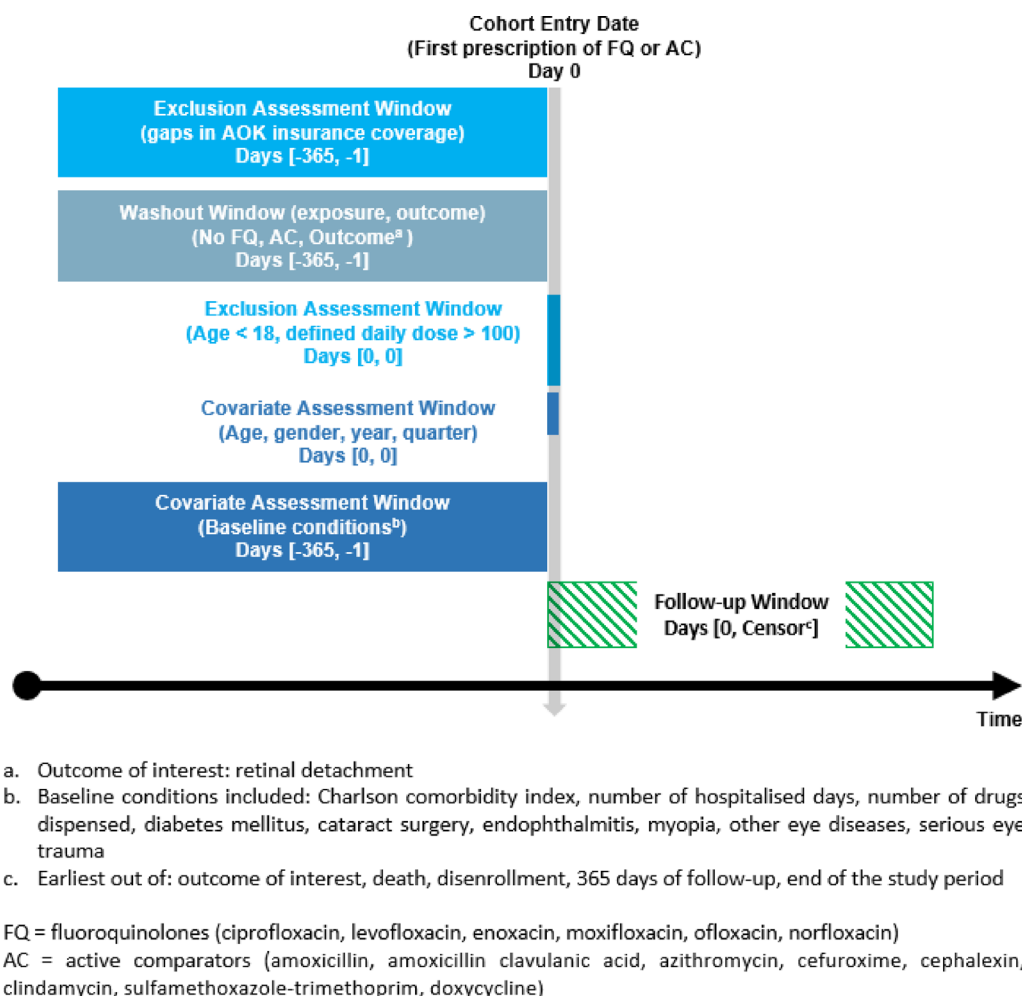 Cohort Entry Date
(First prescription of FQ or AC)
Day 0
Exclusion Assessment Window
(gaps in AOK insurance coverage)
Days [-365, -1]
Washout Window (exposure, outcome)
(No FQ, AC, Outcomeᵃ )
Days [-365, -1]
Exclusion Assessment Window
(Age < 18, defined daily dose > 100)
Days [0, 0]
Covariate Assessment Window
(Age, gender, year, quarter)
Days [0, 0]
Covariate Assessment Window
(Baseline conditionsᵇ)
Days [-365, -1]
Follow-up Window
Days [0, Censorᶜ]
Time
a. Outcome of interest: retinal detachment
b. Baseline conditions included: Charlson comorbidity index, number of hospitalised days, number of drugs
dispensed, diabetes mellitus, cataract surgery, endophthalmitis, myopia, other eye diseases, serious eye
trauma
c. Earliest out of: outcome of interest, death, disenrollment, 365 days of follow-up, end of the study period
FQ = fluoroquinolones (ciprofloxacin, levofloxacin, enoxacin, moxifloxacin, ofloxacin, norfloxacin)
AC = active comparators (amoxicillin, amoxicillin clavulanic acid, azithromycin, cefuroxime, cephalexin,
clindamycin, sulfamethoxazole-trimethoprim, doxycycline)